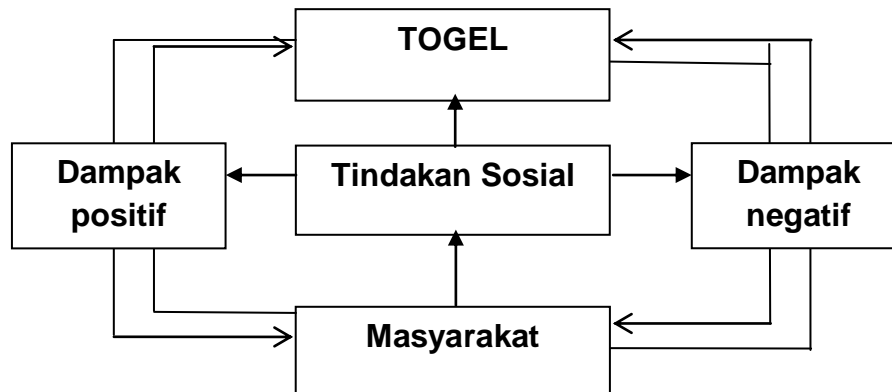 TOGEL
Dampak
positif
Tindakan Sosial
Dampak
negatif
Masyarakat